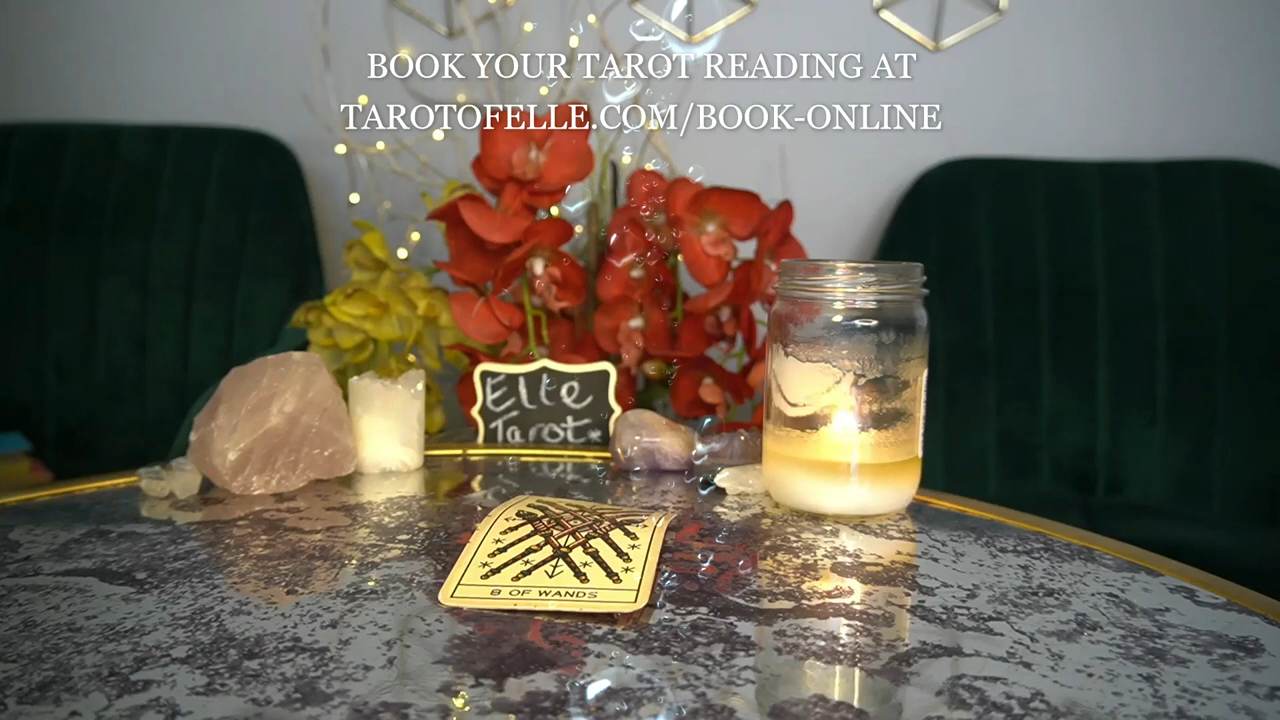 BOOK YOUR TAROT READING AT
TAROTOFELLE.COM/BOOK-ONLINE
Elle
Tarot
8 OF WANDS